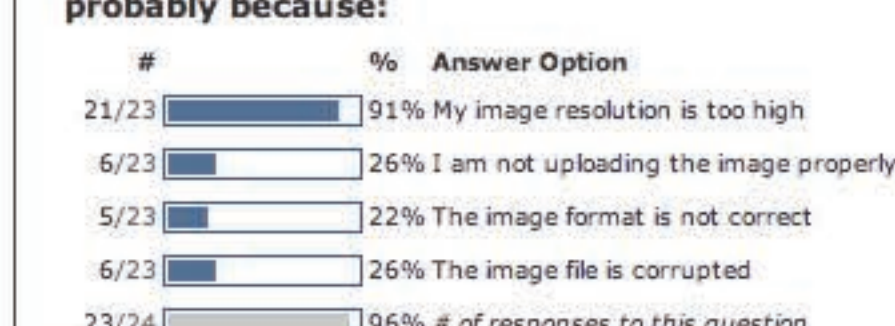 probably because:
# % Answer Option
21/23 91% My image resolution is too high
6/23 26% I am not uploading the image properly
5/23 22% The image format is not correct
6/23 26% The image file is corrupted
23/24 96% # of responses to this question